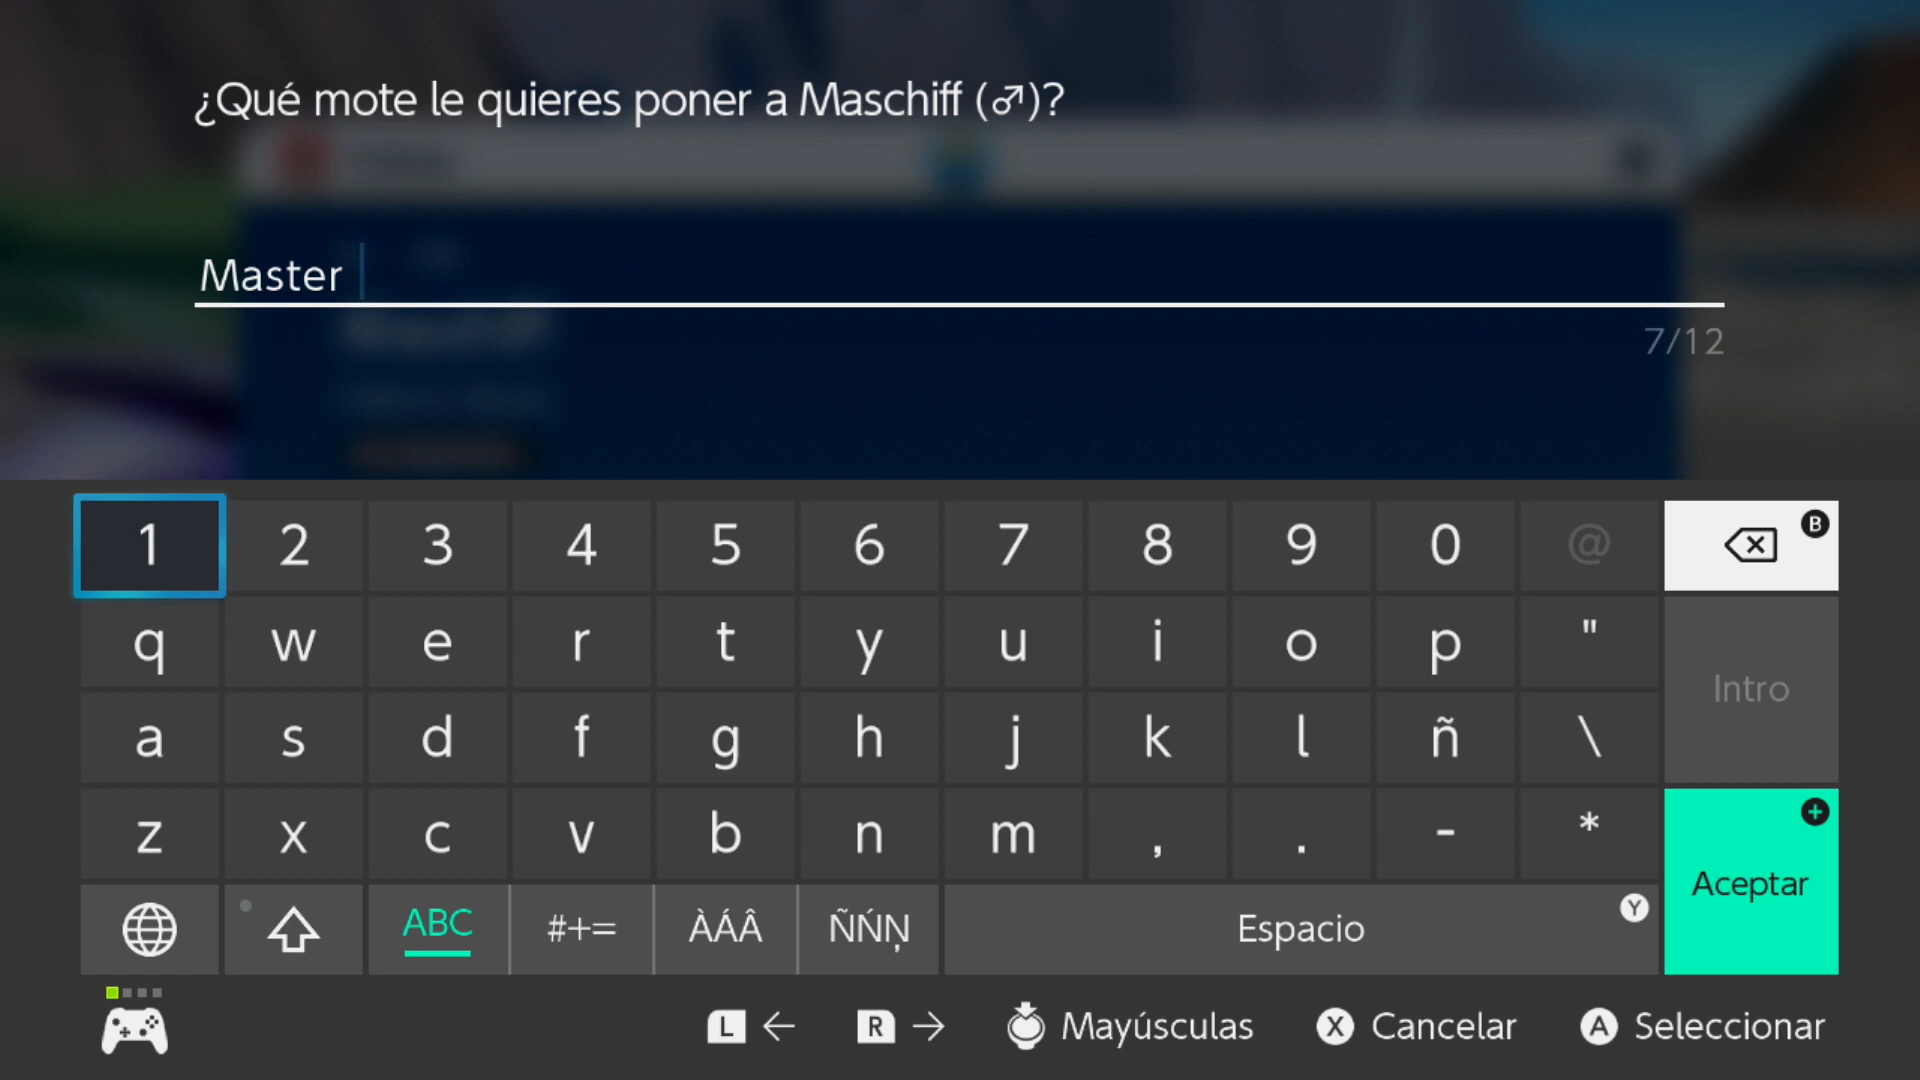 ¿Qué mote le quieres poner a Maschiff (♂)?
Master
7/12
1 2 3 4 5 6 7 8 9 0 @ B
q w e r t y u i o p " Intro
a s d f g h j k l ñ \
z x c v b n m , . - * +
Aceptar
ABC #+= ÀÁÂ ÑŃŅ Espacio Y
L ← R → Mayúsculas X Cancelar A Seleccionar